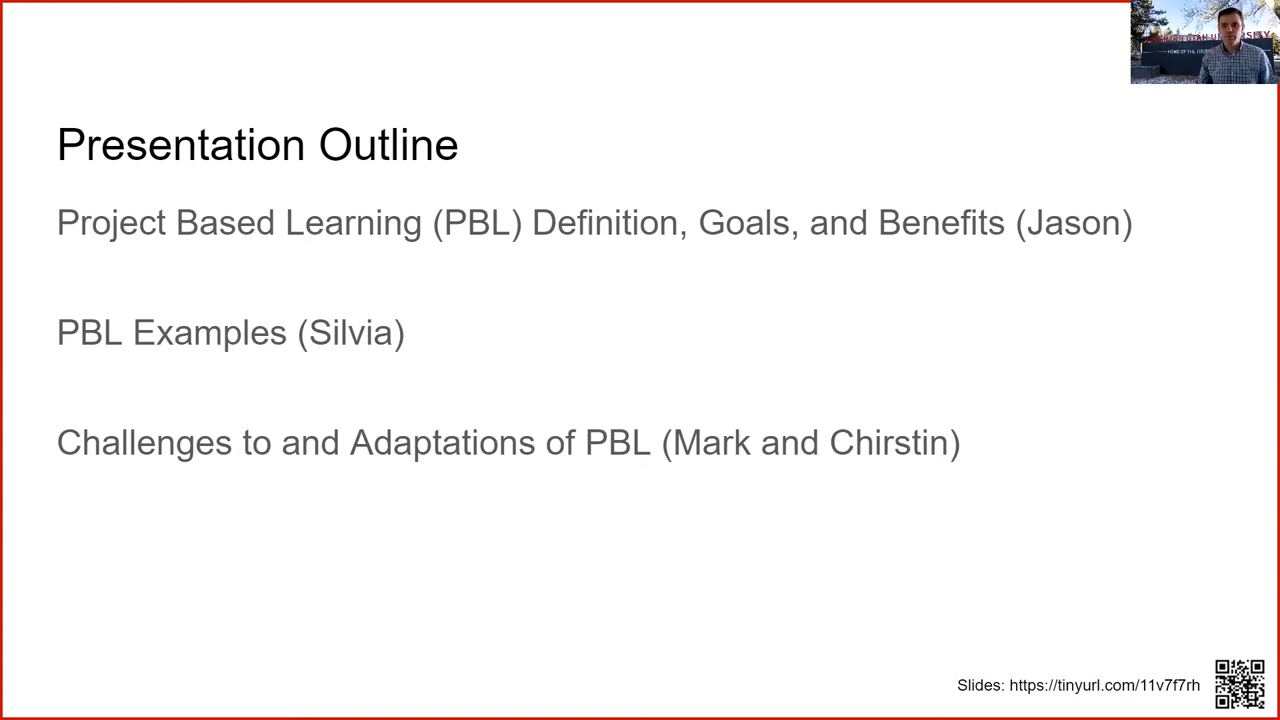 Presentation Outline
Project Based Learning (PBL) Definition, Goals, and Benefits (Jason)
PBL Examples (Silvia)
Challenges to and Adaptations of PBL (Mark and Chirstin)
Slides: https://tinyurl.com/11v7f7rh